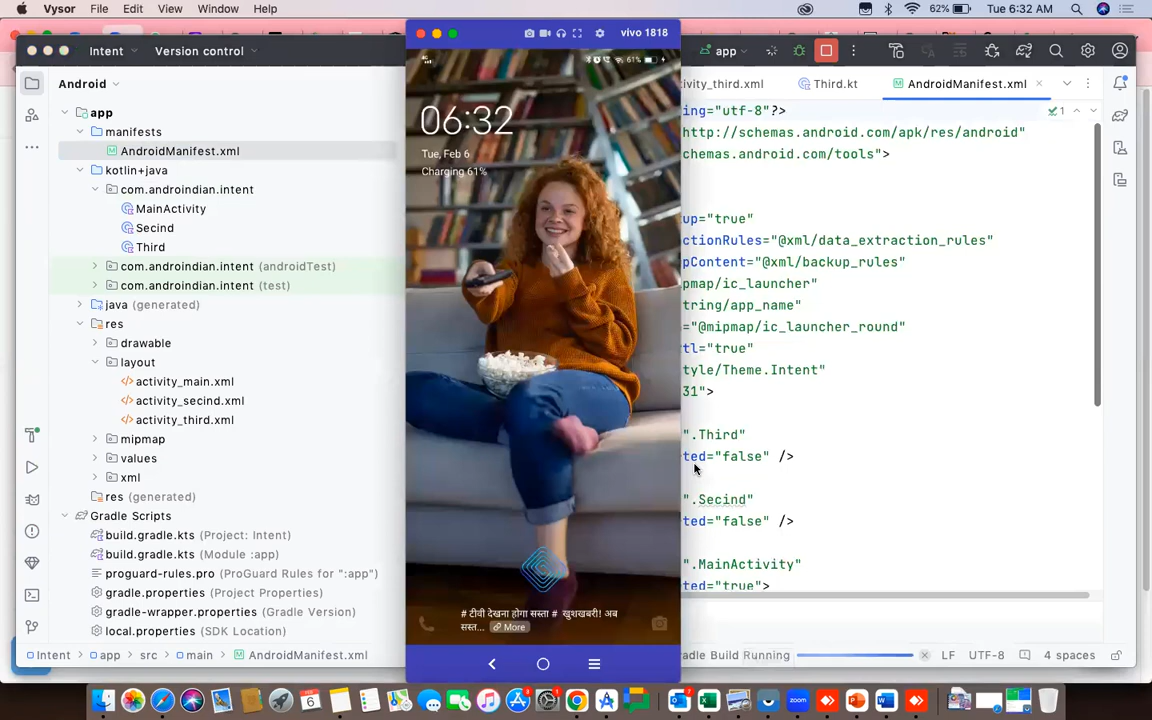 Vysor File Edit View Window Help
62% Tue 6:32 AM
vivo 1818
Intent Version control
app
Android
tivity_third.xml Third.kt AndroidManifest.xml
app
manifests
AndroidManifest.xml
kotlin+java
com.androindian.intent
MainActivity
Secind
Third
com.androindian.intent (androidTest)
com.androindian.intent (test)
java (generated)
res
drawable
layout
activity_main.xml
activity_secind.xml
activity_third.xml
mipmap
values
xml
res (generated)
Gradle Scripts
build.gradle.kts (Project: Intent)
build.gradle.kts (Module :app)
proguard-rules.pro (ProGuard Rules for ":app")
gradle.properties (Project Properties)
gradle-wrapper.properties (Gradle Version)
local.properties (SDK Location)
61%
06:32
Tue, Feb 6
Charging 61%
# टीवी देखना होगा सस्ता # खुशखबरी! अब
सस्त... More
ing="utf-8"?>
http://schemas.android.com/apk/res/android"
chemas.android.com/tools">
1
up="true"
ctionRules="@xml/data_extraction_rules"
pContent="@xml/backup_rules"
pmap/ic_launcher"
tring/app_name"
="@mipmap/ic_launcher_round"
tl="true"
tyle/Theme.Intent"
31">
".Third"
ted="false" />
".Secind"
ted="false" />
".MainActivity"
ted="true">
Intent app src main AndroidManifest.xml
adle Build Running LF UTF-8 4 spaces